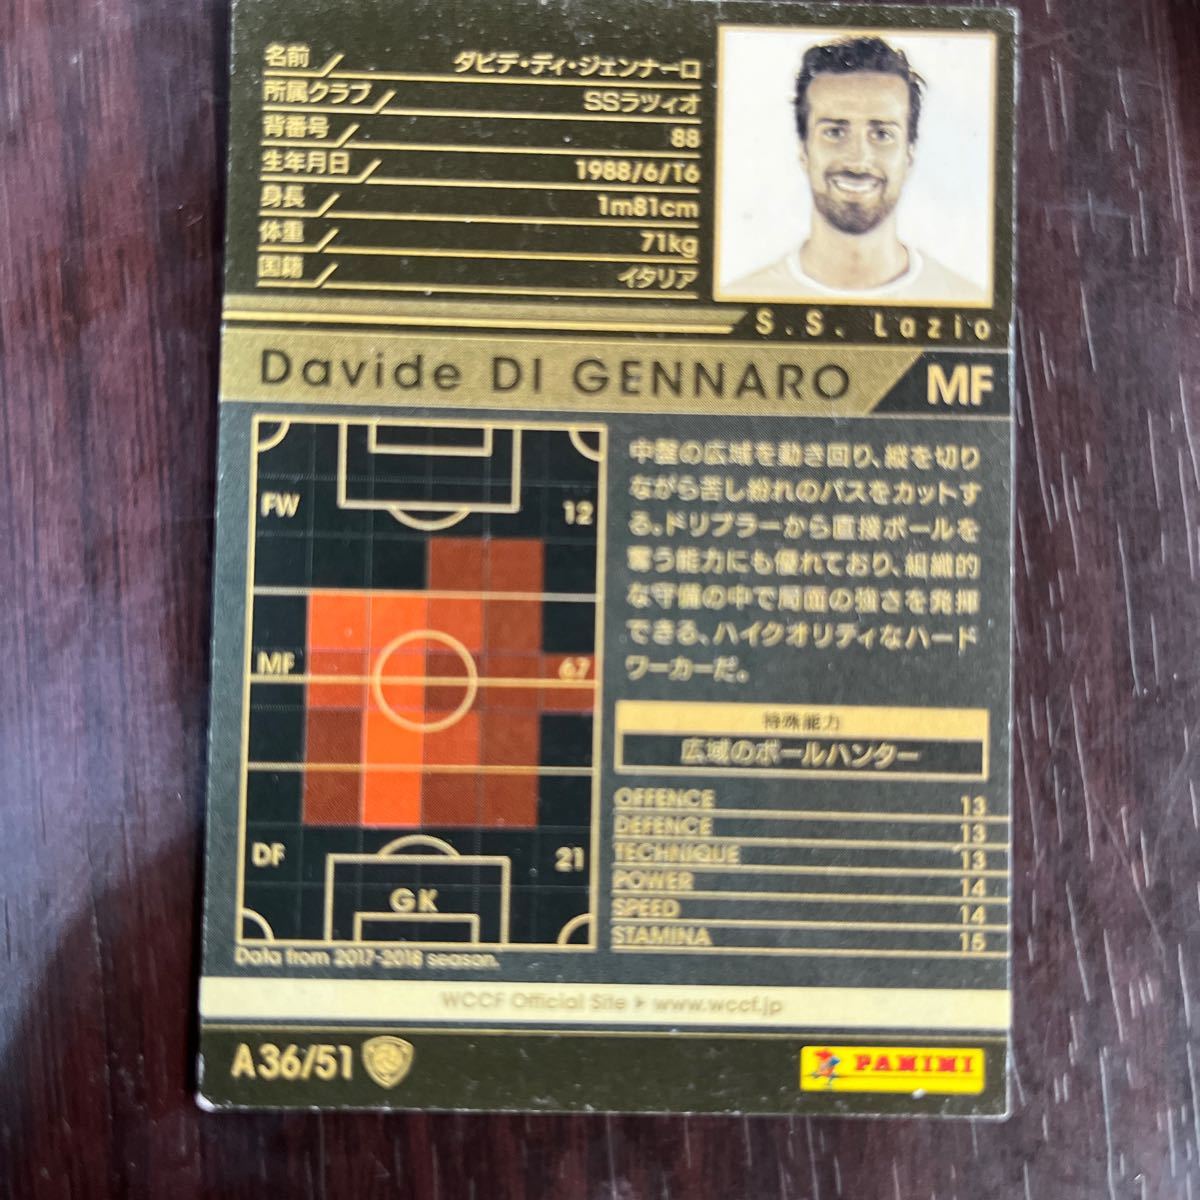 名前 ダビデ・ディ・ジェンナーロ
所属クラブ SSラツィオ
背番号 88
生年月日 1988/6/16
身長 1m81cm
体重 71kg
国籍 イタリア
S.S. Lazio
Davide DI GENNARO MF
FW 12
MF 67
DF 21
GK
Data from 2017-2018 season.
中盤の広域を動き回り、縦を切り
ながら苦し紛れのパスをカットす
る。ドリブラーから直接ボールを
奪う能力にも優れており、組織的
な守備の中で局面の強さを発揮
できる、ハイクオリティなハード
ワーカーだ。
特殊能力
広域のボールハンター
OFFENCE 13
DEFENCE 13
TECHNIQUE 13
POWER 14
SPEED 14
STAMINA 15
WCCF Official Site ▶ www.wccf.jp
A36/51
PANINI